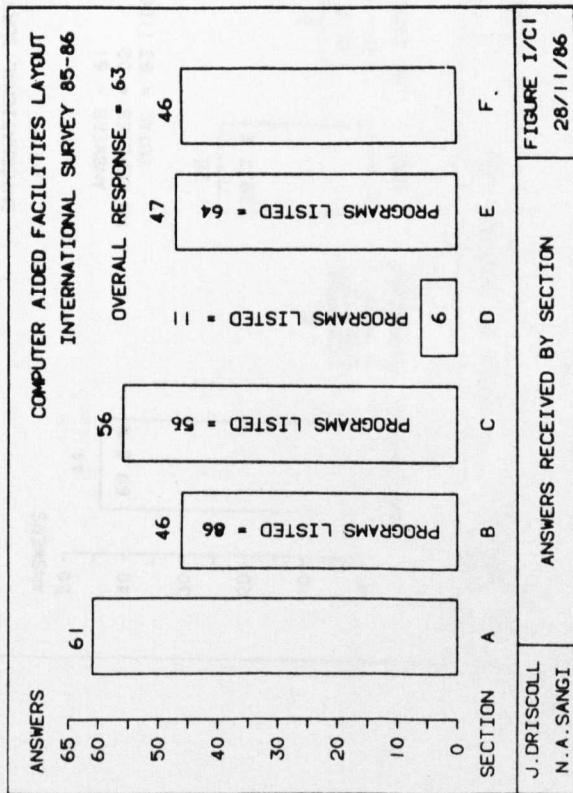 COMPUTER AIDED FACILITIES LAYOUT
INTERNATIONAL SURVEY 85-86
OVERALL RESPONSE = 63
ANSWERS
65
60
50
40
30
20
10
0
61
46
56
6
47
46
PROGRAMS LISTED = 86
PROGRAMS LISTED = 56
PROGRAMS LISTED = 11
PROGRAMS LISTED = 64
SECTION A B C D E F.
J.DRISCOLL
N.A.SANGI
ANSWERS RECEIVED BY SECTION
FIGURE I/C1
28/11/86